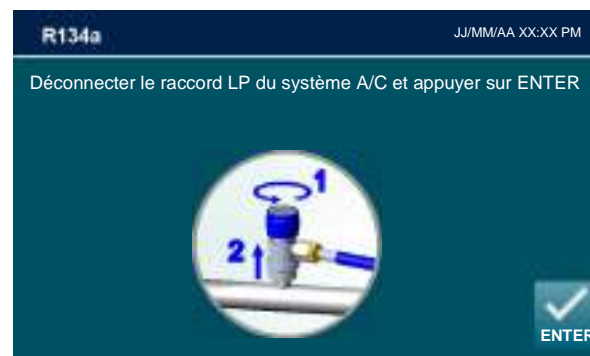 R134a
JJ/MM/AA XX:XX PM
Déconnecter le raccord LP du système A/C et appuyer sur ENTER
1
2
ENTER